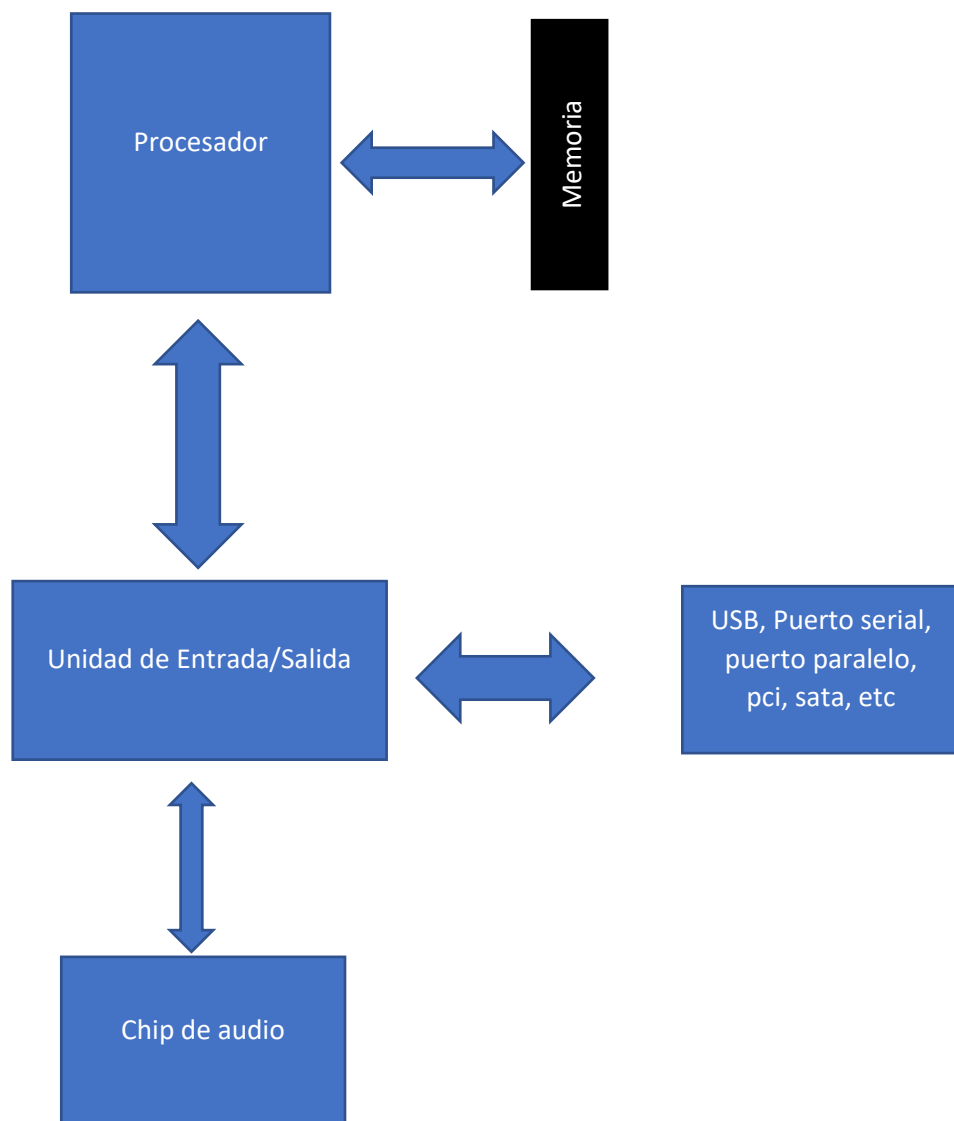 Procesador
Memoria
Unidad de Entrada/Salida
USB, Puerto serial,
puerto paralelo,
pci, sata, etc
Chip de audio